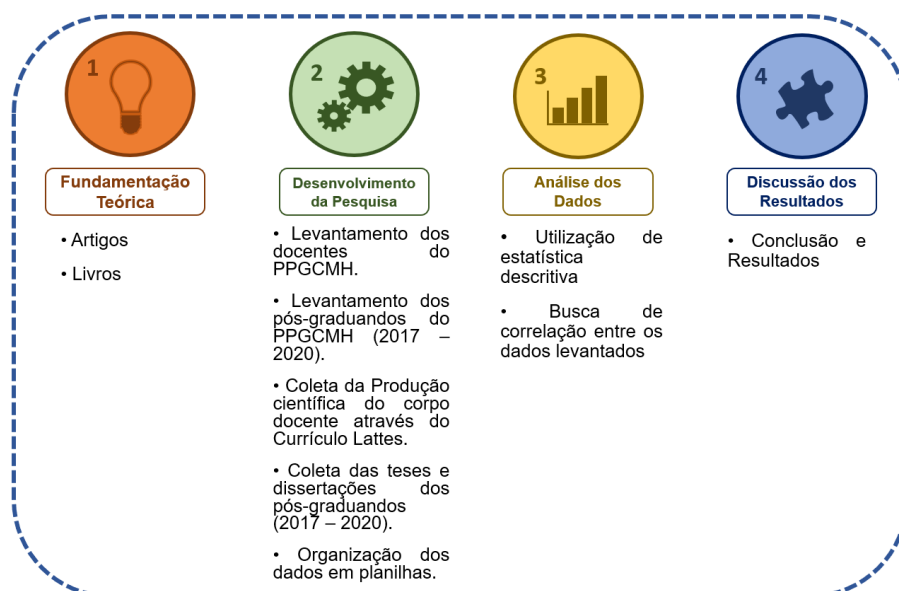 1
Fundamentação
Teórica
• Artigos
• Livros
2
Desenvolvimento
da Pesquisa
• Levantamento dos
docentes do
PPGCMH.
• Levantamento dos
pós-graduandos do
PPGCMH (2017 –
2020).
• Coleta da Produção
científica do corpo
docente através do
Currículo Lattes.
• Coleta das teses e
dissertações dos
pós-graduandos
(2017 – 2020).
• Organização dos
dados em planilhas.
3
Análise dos
Dados
• Utilização de
estatística
descritiva
• Busca de
correlação entre os
dados levantados
4
Discussão dos
Resultados
• Conclusão e
Resultados